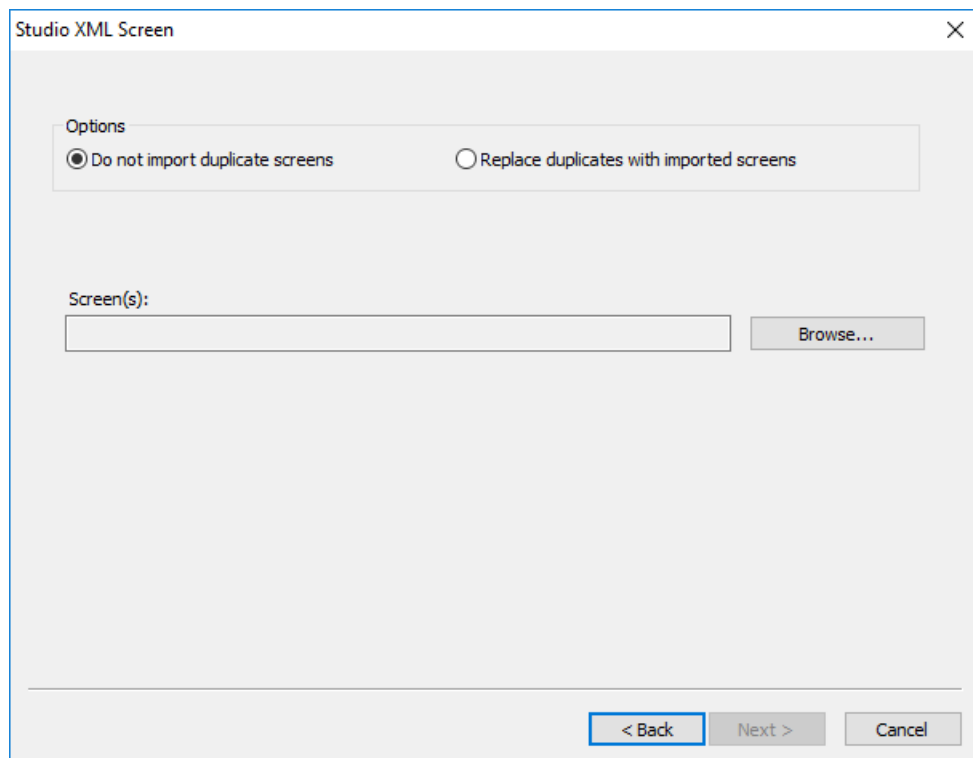 Studio XML Screen
Options
Do not import duplicate screens
Replace duplicates with imported screens
Screen(s):
Browse...
< Back
Next >
Cancel